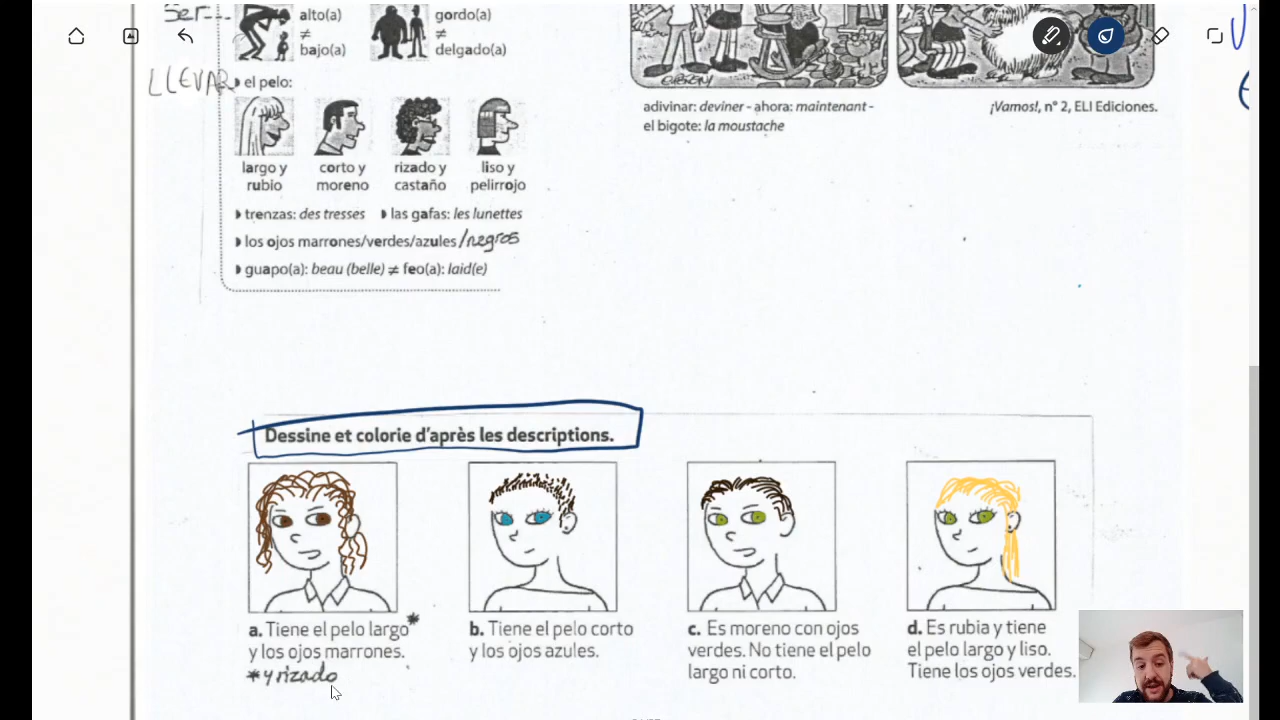 ser...
alto(a)
≠
bajo(a)
gordo(a)
≠
delgado(a)
LLEVAR
el pelo:
largo y
rubio
corto y
moreno
rizado y
castaño
liso y
pelirrojo
trenzas: des tresses
las gafas: les lunettes
los ojos marrones/verdes/azules/negros
guapo(a): beau (belle) ≠ feo(a): laid(e)
adivinar: deviner - ahora: maintenant -
el bigote: la moustache
¡Vamos!, n° 2, ELI Ediciones.
Dessine et colorie d'après les descriptions.
a. Tiene el pelo largo*
y los ojos marrones.
*y rizado
b. Tiene el pelo corto
y los ojos azules.
c. Es moreno con ojos
verdes. No tiene el pelo
largo ni corto.
d. Es rubia y tiene
el pelo largo y liso.
Tiene los ojos verdes.